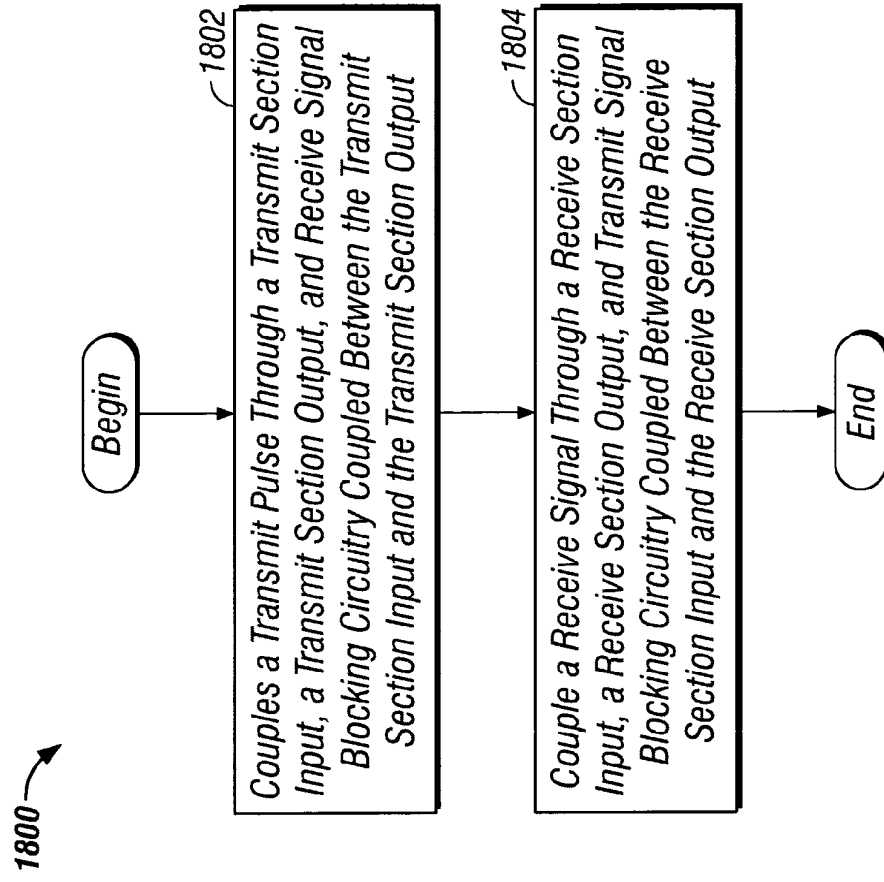 1800
Begin
1802
Couples a Transmit Pulse Through a Transmit Section
Input, a Transmit Section Output, and Receive Signal
Blocking Circuitry Coupled Between the Transmit
Section Input and the Transmit Section Output
1804
Couple a Receive Signal Through a Receive Section
Input, a Receive Section Output, and Transmit Signal
Blocking Circuitry Coupled Between the Receive
Section Input and the Receive Section Output
End